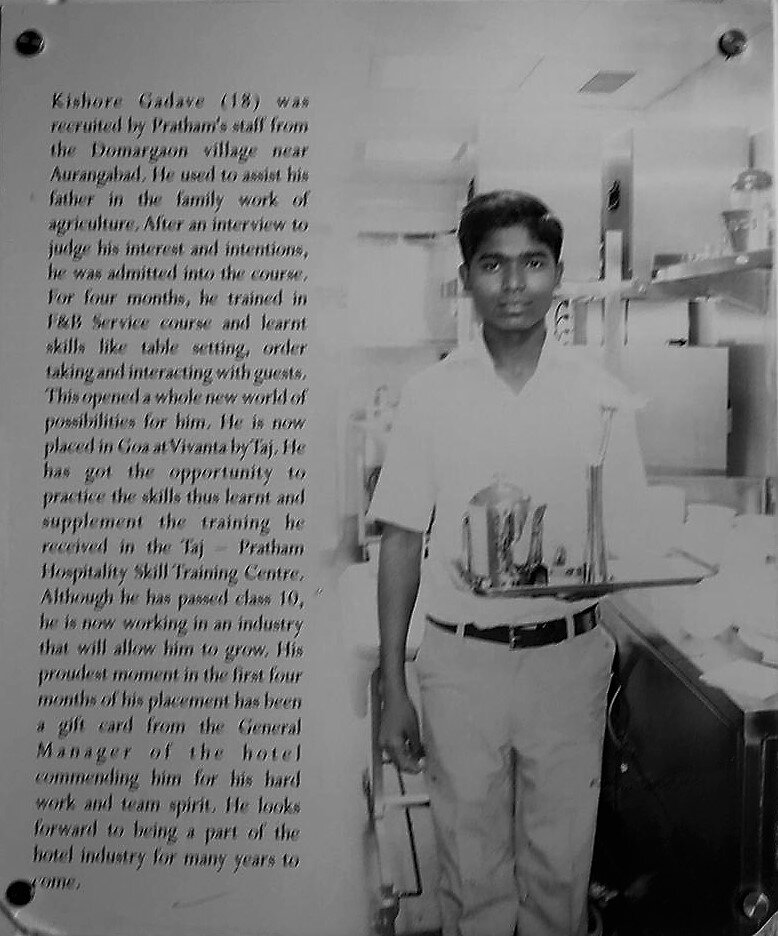 Kishore Gadave (18) was
recruited by Pratham's staff from
the Domargaon village near
Aurangabad. He used to assist his
father in the family work of
agriculture. After an interview to
judge his interest and intentions,
he was admitted into the course.
For four months, he trained in
F&B Service course and learnt
skills like table setting, order
taking and interacting with guests.
This opened a whole new world of
possibilities for him. He is now
placed in Goa at Vivanta by Taj. He
has got the opportunity to
practice the skills thus learnt and
supplement the training he
received in the Taj – Pratham
Hospitality Skill Training Centre.
Although he has passed class 10,
he is now working in an industry
that will allow him to grow. His
proudest moment in the first four
months of his placement has been
a gift card from the General
Manager of the hotel
commending him for his hard
work and team spirit. He looks
forward to being a part of the
hotel industry for many years to
come.